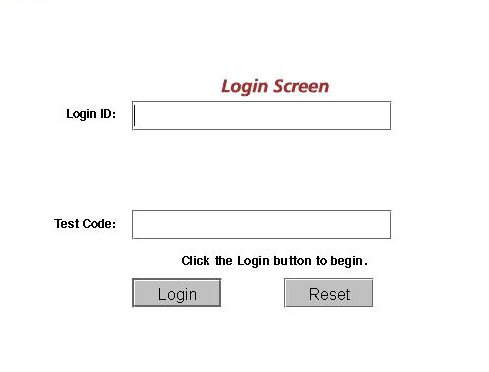 Login Screen
Login ID:
Test Code:
Click the Login button to begin.
Login Reset